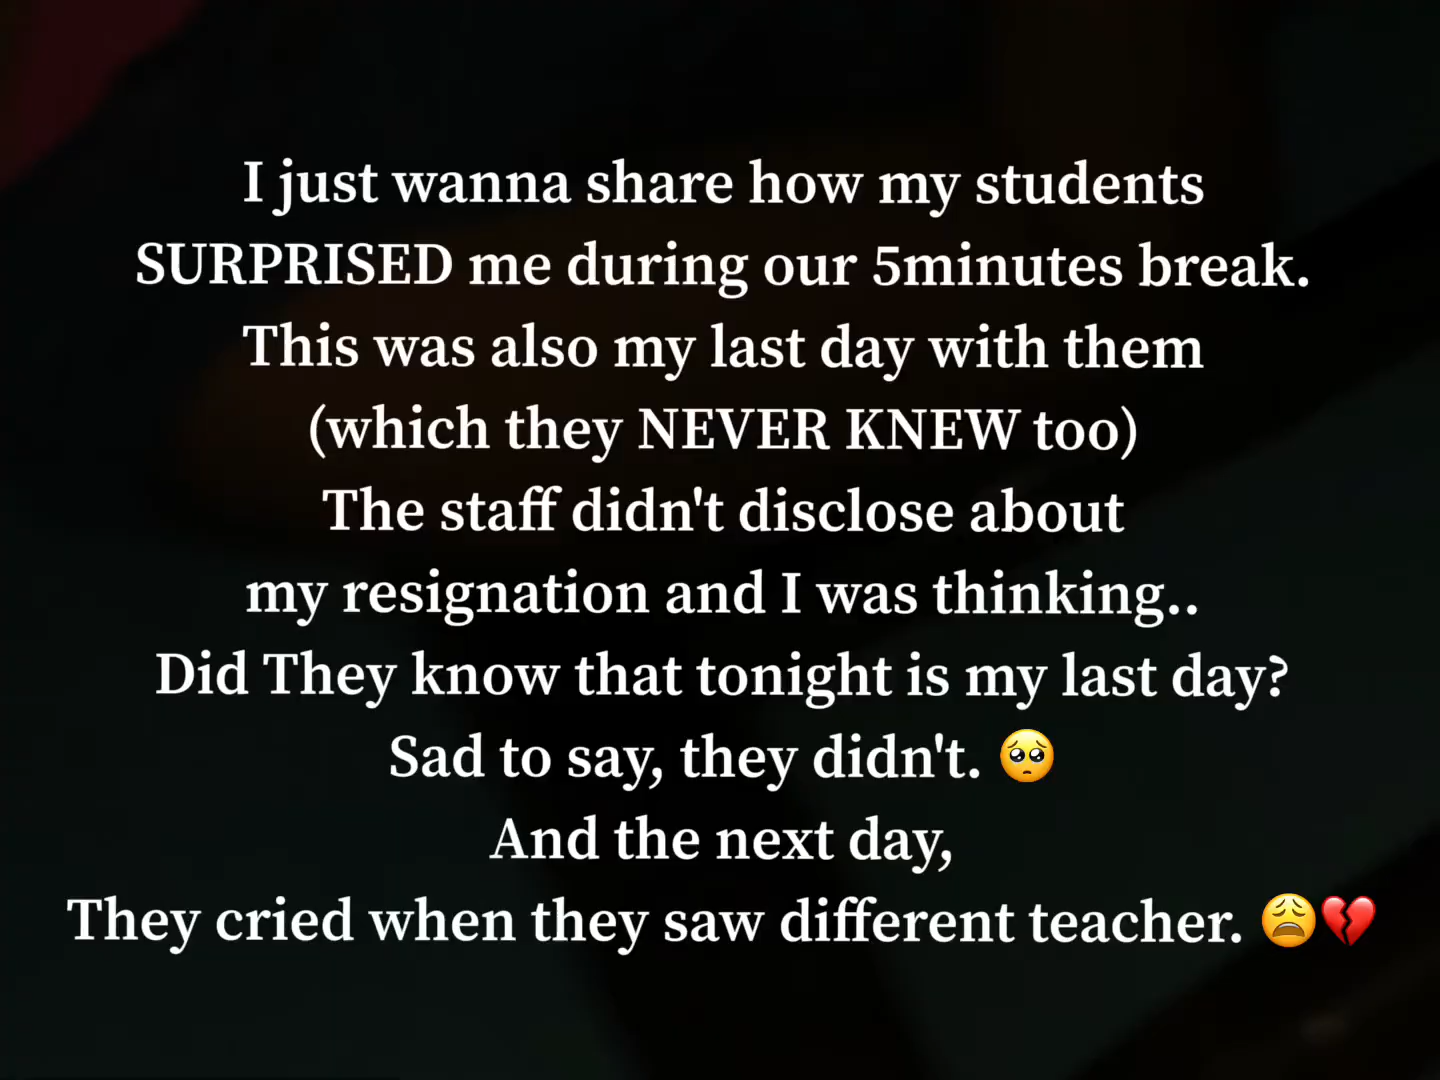 I just wanna share how my students
SURPRISED me during our 5minutes break.
This was also my last day with them
(which they NEVER KNEW too)
The staff didn't disclose about
my resignation and I was thinking..
Did They know that tonight is my last day?
Sad to say, they didn't. 🥺
And the next day,
They cried when they saw different teacher. 😩💔